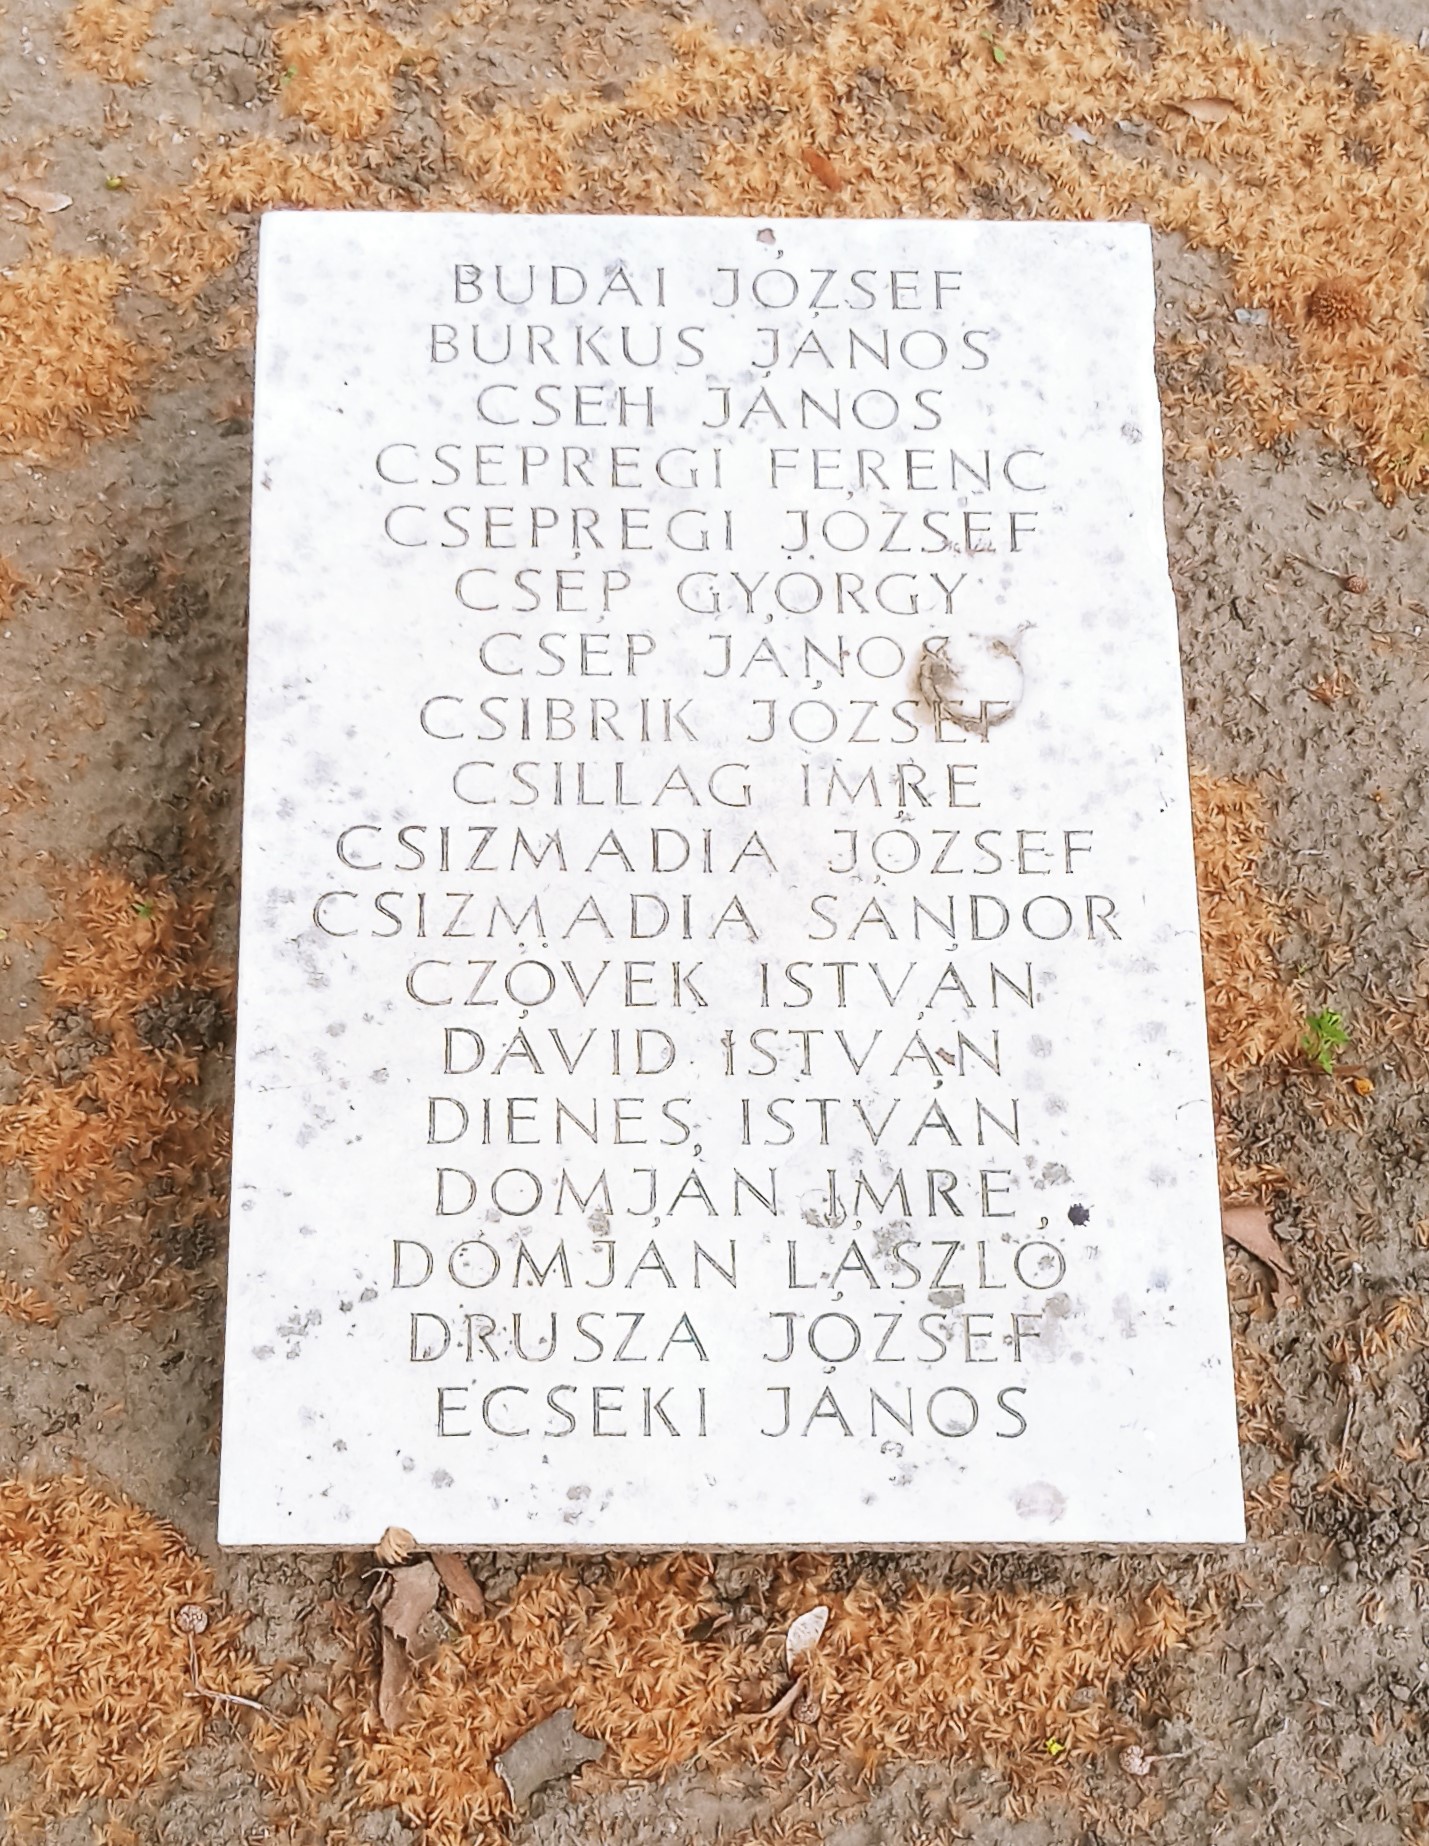 BUDAI JÓZSEF
BURKUS JÁNOS
CSEH JÁNOS
CSEPREGI FERENC
CSEPREGI JÓZSEF
CSÉP GYÖRGY
CSÉP JÁNOS
CSIBRIK JÓZSEF
CSILLAG IMRE
CSIZMADIA JÓZSEF
CSIZMADIA SÁNDOR
CZÖVEK ISTVÁN
DÁVID ISTVÁN
DIENES ISTVÁN
DOMJÁN IMRE
DOMJÁN LÁSZLÓ
DRUSZA JÓZSEF
ECSEKI JÁNOS